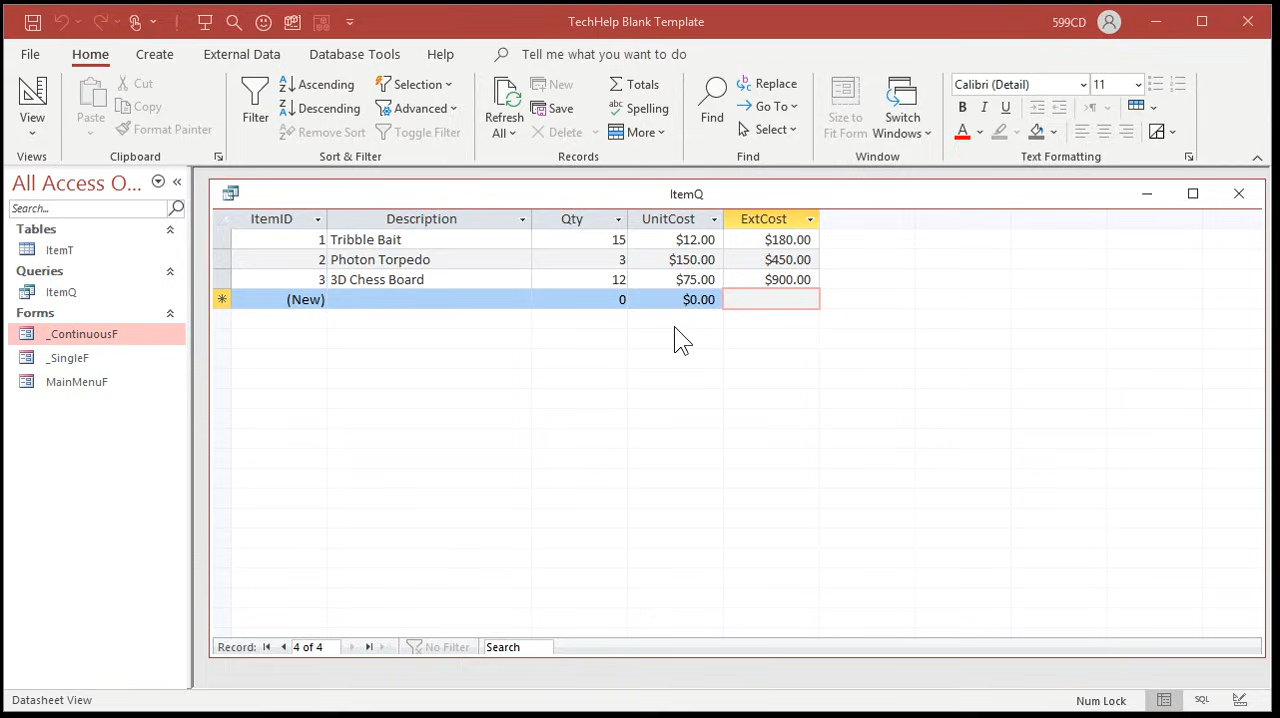 TechHelp Blank Template
599CD
File Home Create External Data Database Tools Help Tell me what you want to do
View
Views
Paste
Cut
Copy
Format Painter
Clipboard
Filter
Ascending
Descending
Remove Sort
Selection
Advanced
Toggle Filter
Sort & Filter
Refresh
All
New
Save
Delete
Totals
Spelling
More
Records
Find
Replace
Go To
Select
Find
Size to
Fit Form
Switch
Windows
Window
Calibri (Detail) 11
B I U
A
Text Formatting
All Access O...
Search...
Tables
ItemT
Queries
ItemQ
Forms
_ContinuousF
_SingleF
MainMenuF
ItemQ
ItemID Description Qty UnitCost ExtCost
1 Tribble Bait 15 $12.00 $180.00
2 Photon Torpedo 3 $150.00 $450.00
3 3D Chess Board 12 $75.00 $900.00
* (New) 0 $0.00
Record: 4 of 4 No Filter Search
Datasheet View
Num Lock
SQL